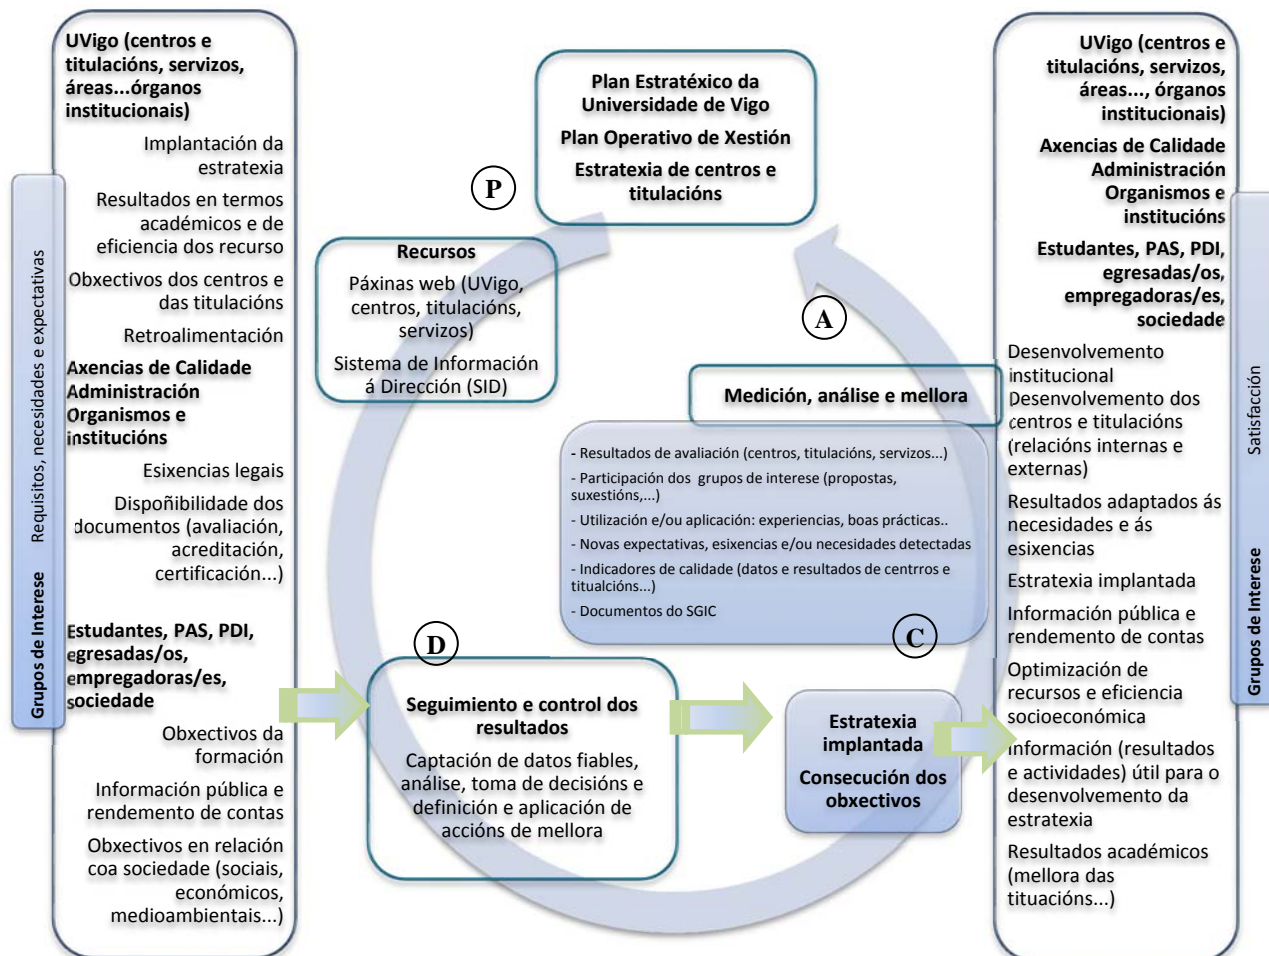 UVigo (centros e
titulacións, servizos,
áreas...órganos
institucionais)
Implantación da
estratexia
Resultados en termos
académicos e de
eficiencia dos recurso
Obxectivos dos centros e
das titulacións
Retroalimentación
Axencias de Calidade
Administración
Organismos e
institucións
Esixencias legais
Dispoñibilidade dos
documentos (avaliación,
acreditación,
certificación...)
Estudantes, PAS, PDI,
egresadas/os,
empregadoras/es,
sociedade
Obxectivos da
formación
Información pública e
rendemento de contas
Obxectivos en relación
coa sociedade (sociais,
económicos,
medioambientais...)
Grupos de Interese
Requisitos, necesidades e expectativas
Plan Estratéxico da
Universidade de Vigo
Plan Operativo de Xestión
Estratexia de centros e
titulacións
P
Recursos
Páxinas web (UVigo,
centros, titulacións,
servizos)
Sistema de Información
á Dirección (SID)
A
Medición, análise e mellora
- Resultados de avaliación (centros, titulacións, servizos...)
- Participación dos grupos de interese (propostas,
suxestións,...)
- Utilización e/ou aplicación: experiencias, boas prácticas..
- Novas expectativas, esixencias e/ou necesidades detectadas
- Indicadores de calidade (datos e resultados de centrros e
titualcións...)
- Documentos do SGIC
D
C
Seguimiento e control dos
resultados
Captación de datos fiables,
análise, toma de decisións e
definición e aplicación de
accións de mellora
Estratexia
implantada
Consecución dos
obxectivos
UVigo (centros e
titulacións, servizos,
áreas..., órganos
institucionais)
Axencias de Calidade
Administración
Organismos e
institucións
Estudantes, PAS, PDI,
egresadas/os,
empregadoras/es,
sociedade
Desenvolvemento
institucional
Desenvolvemento dos
centros e titulacións
(relacións internas e
externas)
Resultados adaptados ás
necesidades e ás
esixencias
Estratexia implantada
Información pública e
rendemento de contas
Optimización de
recursos e eficiencia
socioeconómica
Información (resultados
e actividades) útil para o
desenvolvemento da
estratexia
Resultados académicos
(mellora das
tituacións...)
Grupos de Interese
Satisfacción